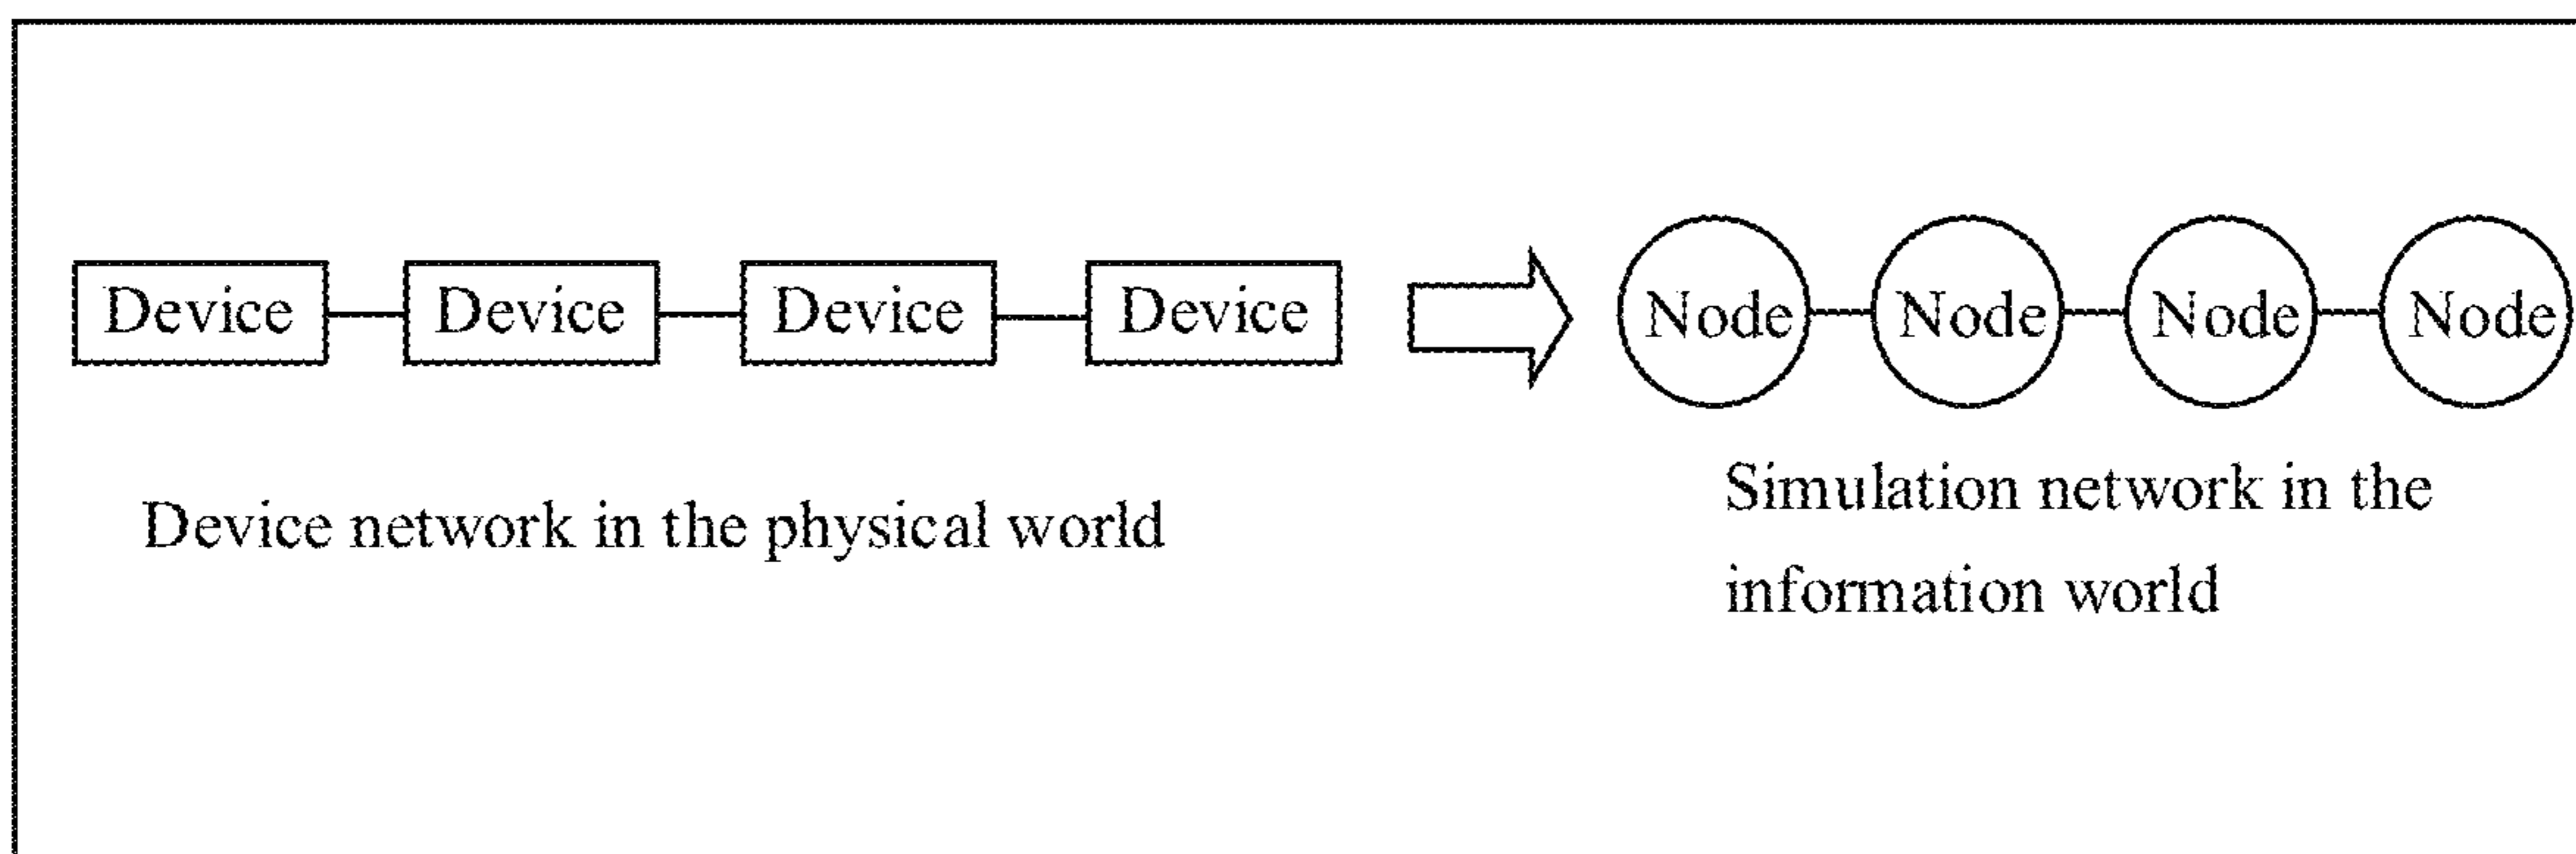 Device Device Device Device Node Node Node Node
Device network in the physical world
Simulation network in the
information world